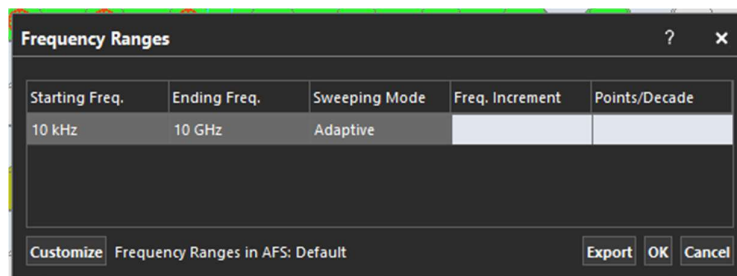 Frequency Ranges ? ×
Starting Freq. Ending Freq. Sweeping Mode Freq. Increment Points/Decade
10 kHz 10 GHz Adaptive
Customize Frequency Ranges in AFS: Default Export OK Cancel